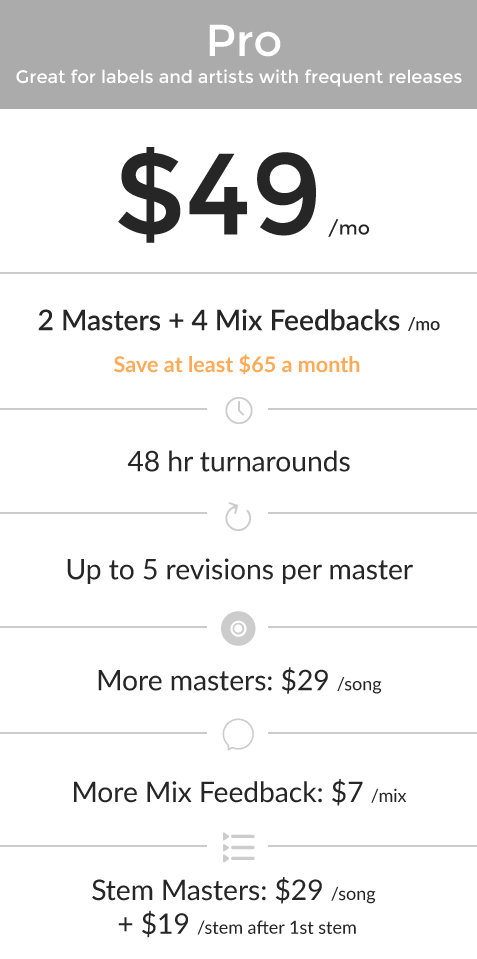 Pro
Great for labels and artists with frequent releases
$49 /mo
2 Masters + 4 Mix Feedbacks /mo
Save at least $65 a month
48 hr turnarounds
Up to 5 revisions per master
More masters: $29 /song
More Mix Feedback: $7 /mix
Stem Masters: $29 /song
+ $19 /stem after 1st stem